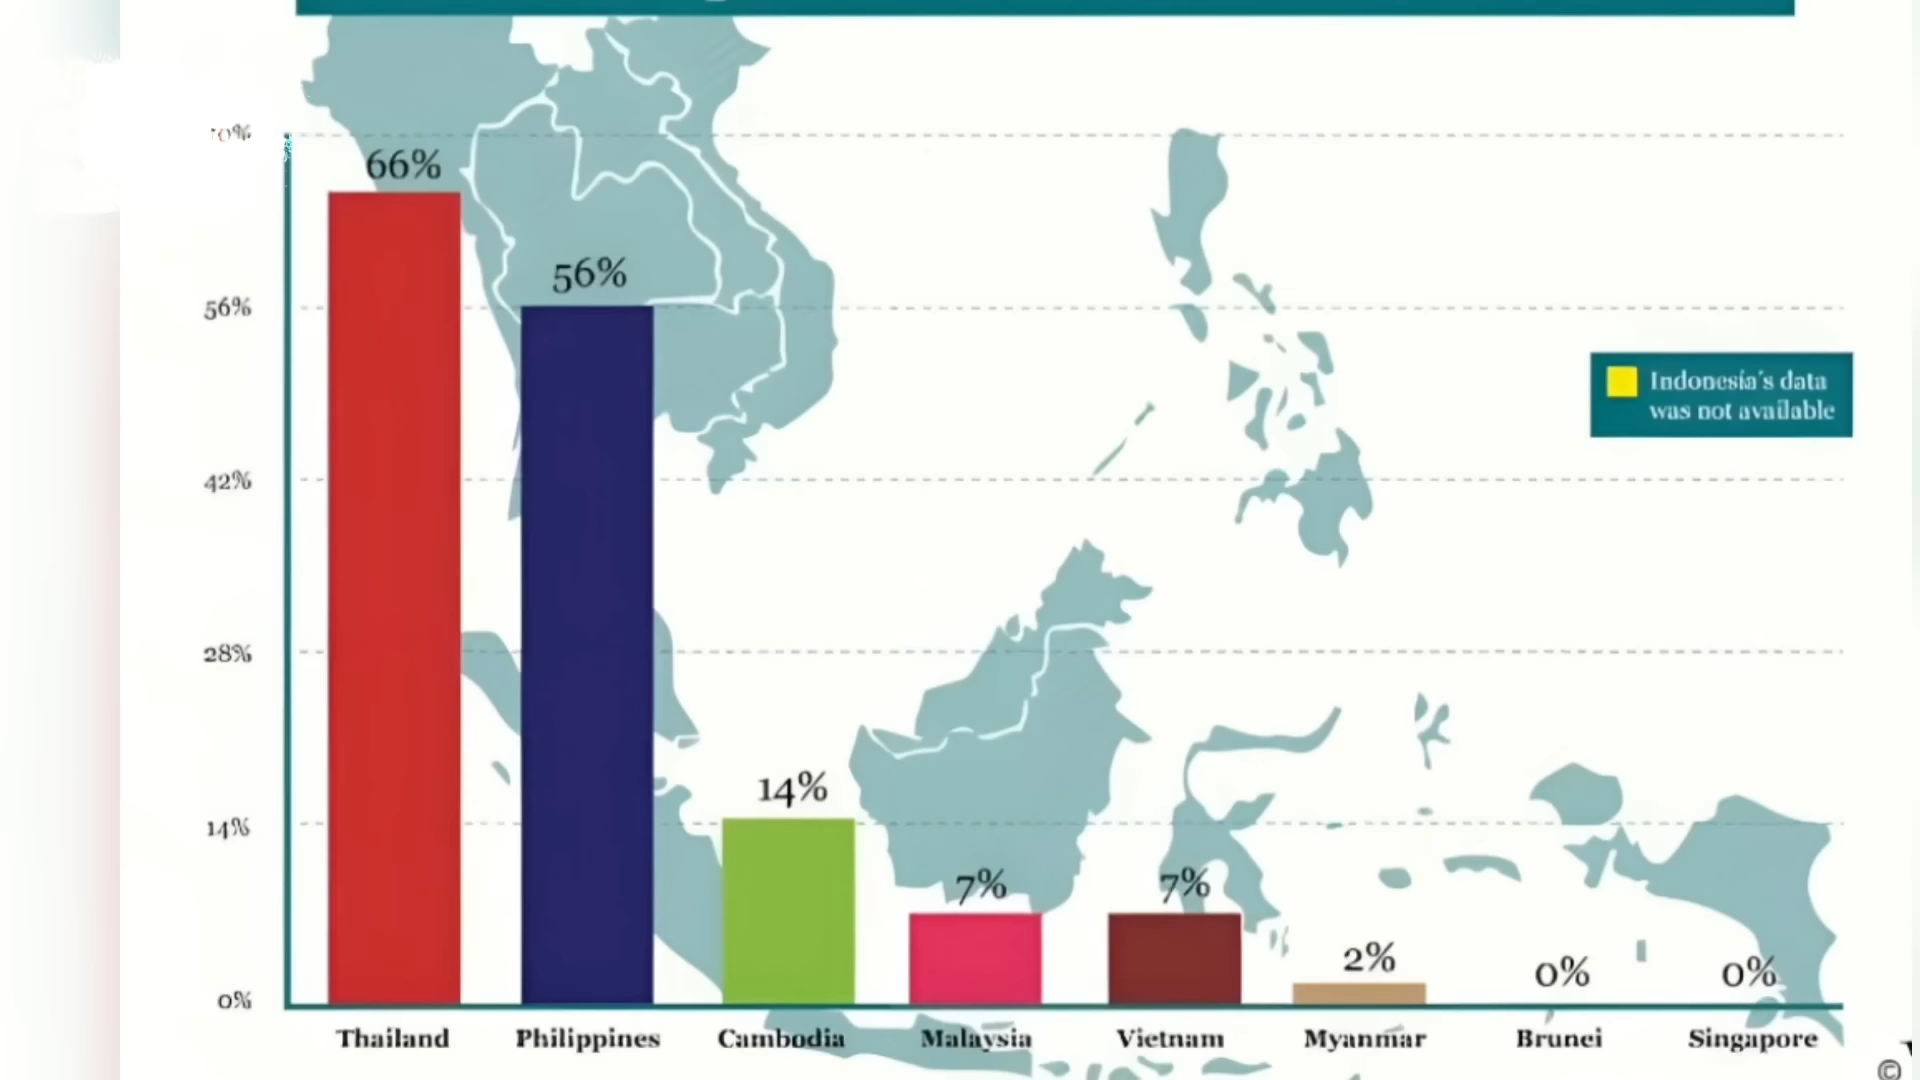 66%
56%
56%
Indonesia's data
was not available
42%
28%
14%
14%
7%
7%
2%
0%
0%
0%
Thailand
Philippines
Cambodia
Malaysia
Vietnam
Myanmar
Brunei
Singapore
©